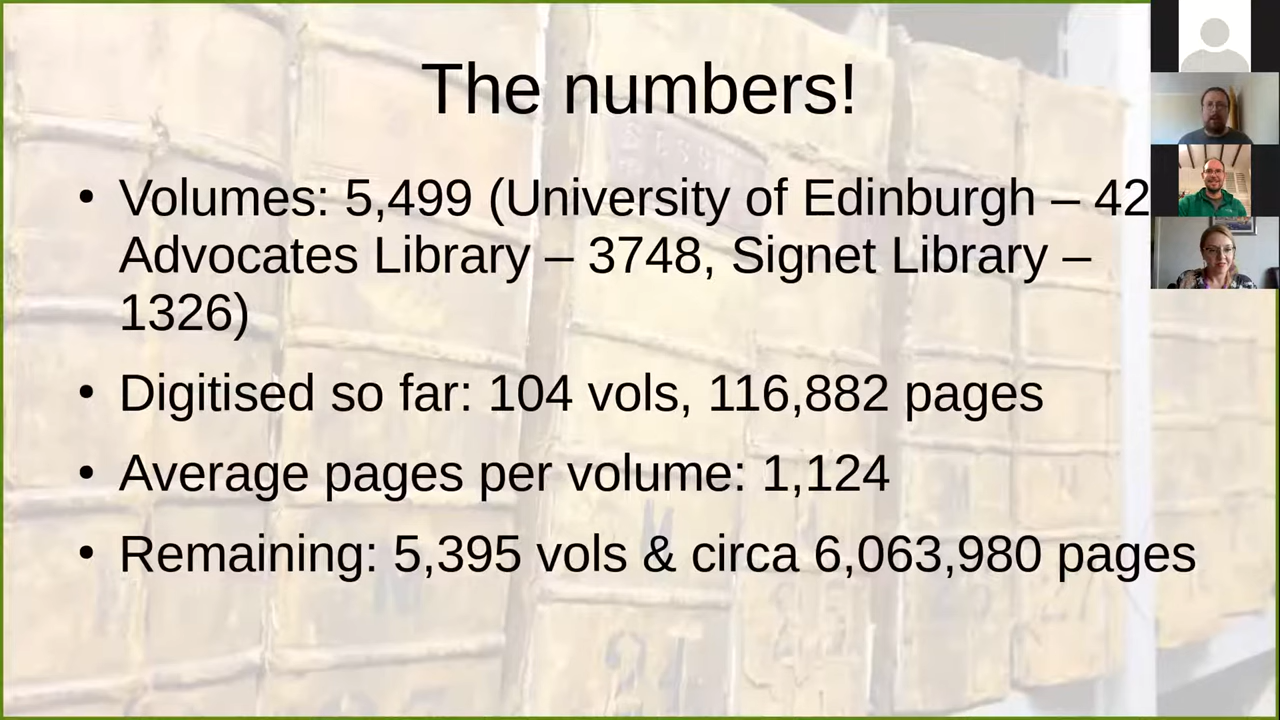 The numbers!
• Volumes: 5,499 (University of Edinburgh – 42
Advocates Library – 3748, Signet Library –
1326)
• Digitised so far: 104 vols, 116,882 pages
• Average pages per volume: 1,124
• Remaining: 5,395 vols & circa 6,063,980 pages